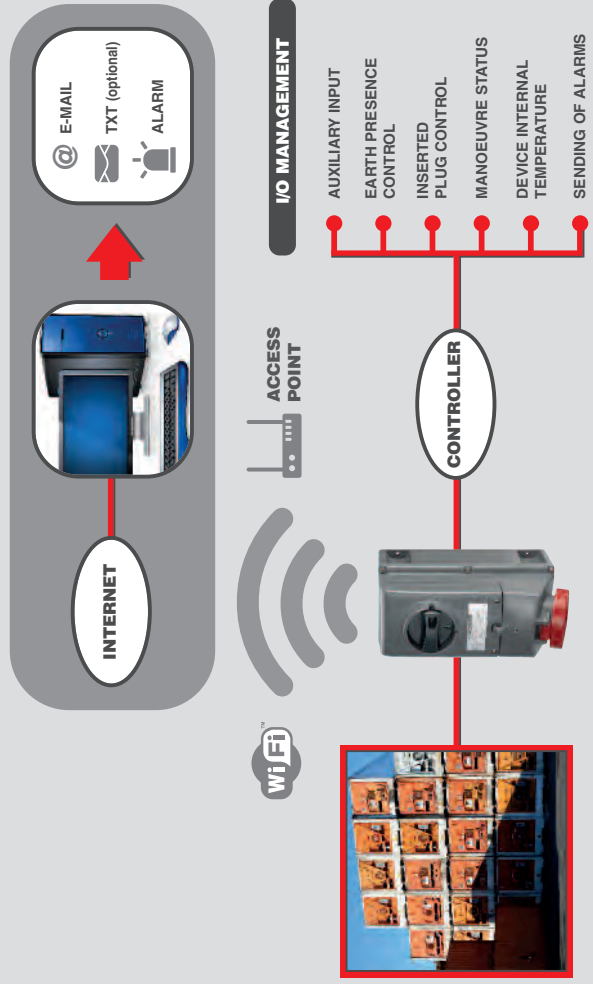 INTERNET
@ E-MAIL
TXT (optional)
ALARM
WiFi™
ACCESS
POINT
I/O MANAGEMENT
CONTROLLER
AUXILIARY INPUT
EARTH PRESENCE
CONTROL
INSERTED
PLUG CONTROL
MANOEUVRE STATUS
DEVICE INTERNAL
TEMPERATURE
SENDING OF ALARMS